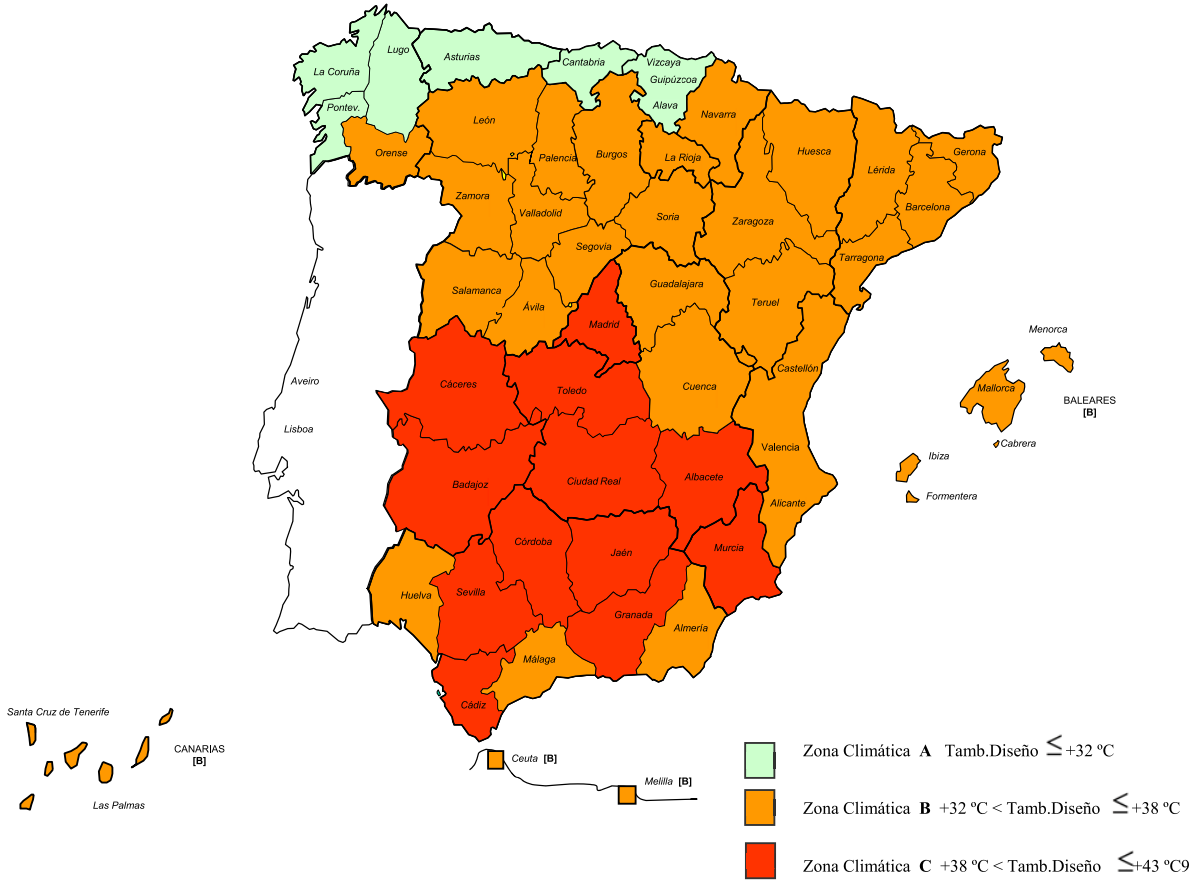 Lugo
Asturias
La Coruña
Cantabria
Vizcaya
Guipúzcoa
Alava
Pontev.
Orense
León
Palencia
Burgos
La Rioja
Navarra
Huesca
Lérida
Gerona
Barcelona
Zamora
Valladolid
Soria
Zaragoza
Segovia
Tarragona
Salamanca
Ávila
Guadalajara
Teruel
Madrid
Castellón
Menorca
Mallorca
BALEARES
[B]
Cabrera
Ibiza
Formentera
Aveiro
Lisboa
Cáceres
Toledo
Cuenca
Valencia
Badajoz
Ciudad Real
Albacete
Alicante
Córdoba
Jaén
Murcia
Huelva
Sevilla
Granada
Almería
Málaga
Cádiz
Santa Cruz de Tenerife
CANARIAS
[B]
Las Palmas
Ceuta [B]
Melilla [B]
Zona Climática A Tamb.Diseño ≤ +32 ºC
Zona Climática B +32 ºC < Tamb.Diseño ≤ +38 ºC
Zona Climática C +38 ºC < Tamb.Diseño ≤ +43 ºC9